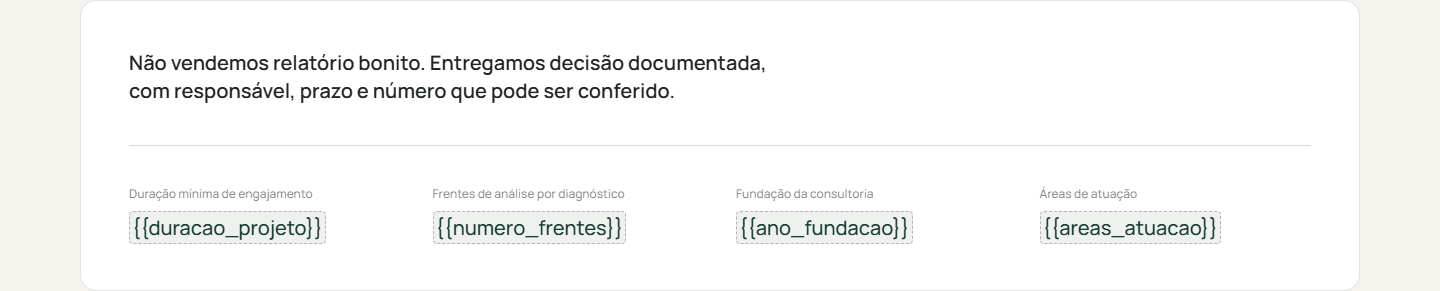 Não vendemos relatório bonito. Entregamos decisão documentada,
com responsável, prazo e número que pode ser conferido.
Duração mínima de engajamento
{{duracao_projeto}}
Frentes de análise por diagnóstico
{{numero_frentes}}
Fundação da consultoria
{{ano_fundacao}}
Áreas de atuação
{{areas_atuacao}}